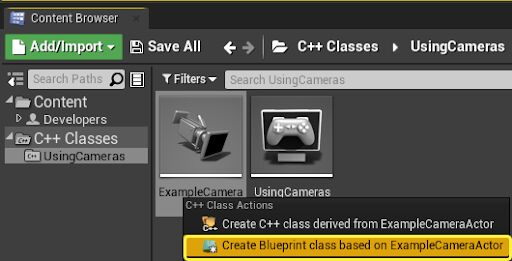 Content Browser
Add/Import
Save All
C++ Classes
UsingCameras
Search Paths
Filters
Search UsingCameras
Content
Developers
C++ Classes
C++
UsingCameras
ExampleCamera
UsingCameras
C++ Class Actions
Create C++ class derived from ExampleCameraActor
Create Blueprint class based on ExampleCameraActor